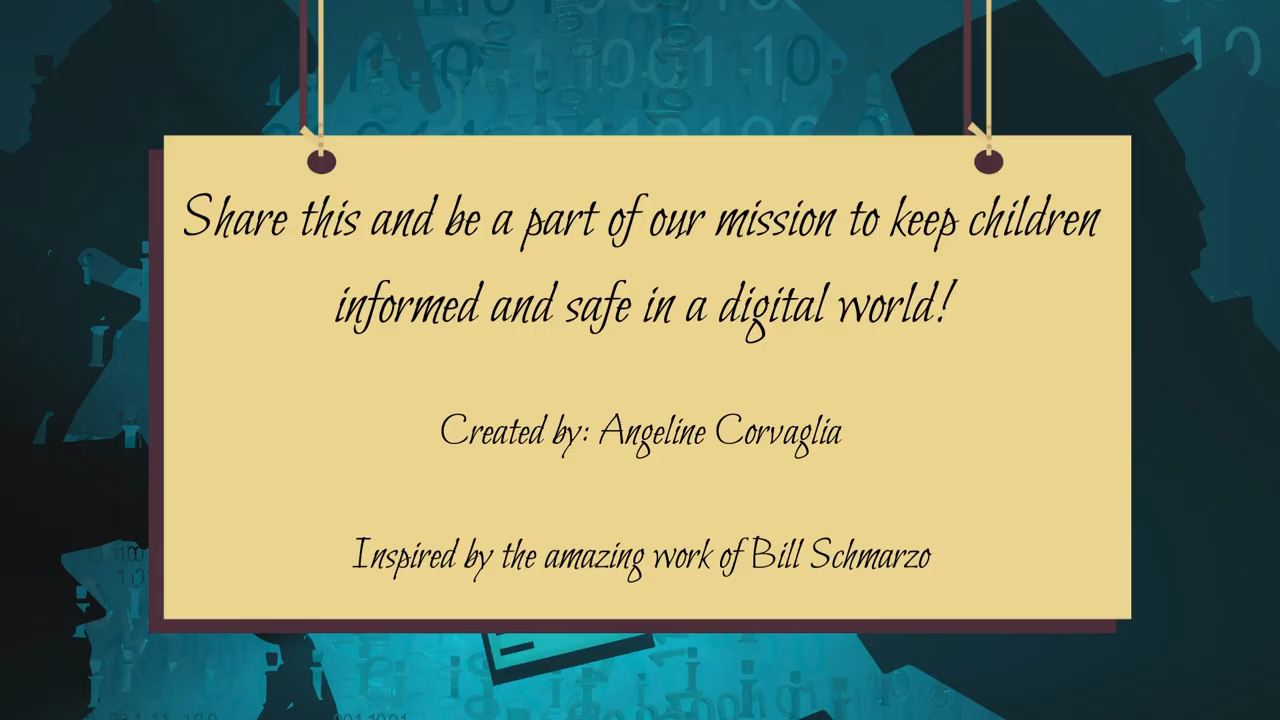 Share this and be a part of our mission to keep children
informed and safe in a digital world!
Created by: Angeline Corvaglia
Inspired by the amazing work of Bill Schmarzo